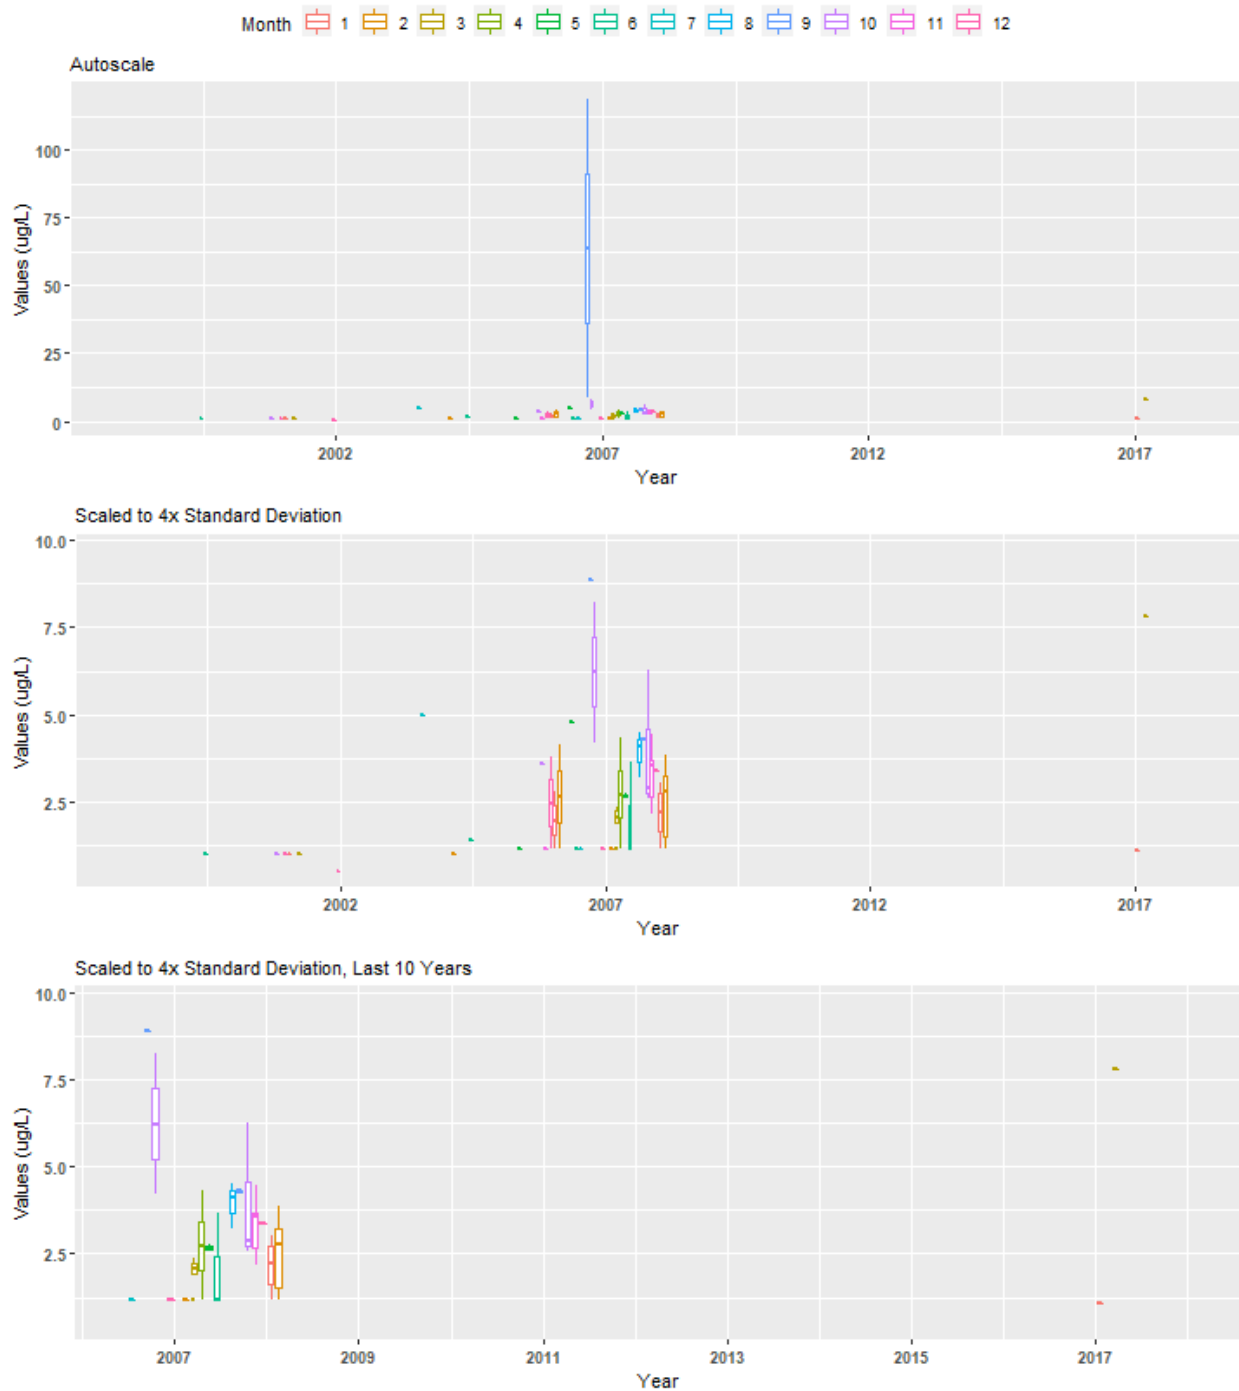 Month 1 2 3 4 5 6 7 8 9 10 11 12
Autoscale
100
75
50
25
0
Values (ug/L)
2002 2007 2012 2017
Year
Scaled to 4x Standard Deviation
10.0
7.5
5.0
2.5
Values (ug/L)
2002 2007 2012 2017
Year
Scaled to 4x Standard Deviation, Last 10 Years
10.0
7.5
5.0
2.5
Values (ug/L)
2007 2009 2011 2013 2015 2017
Year